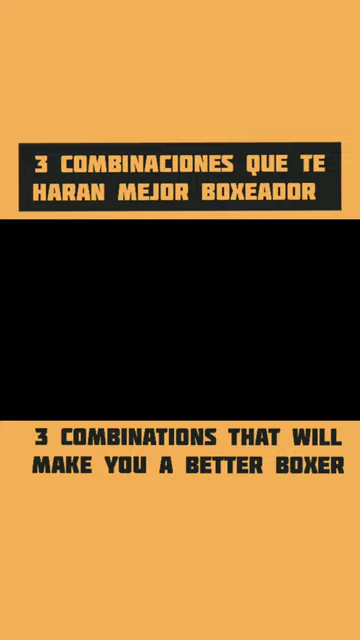 3 COMBINACIONES QUE TE
HARAN MEJOR BOXEADOR
3 COMBINATIONS THAT WILL
MAKE YOU A BETTER BOXER